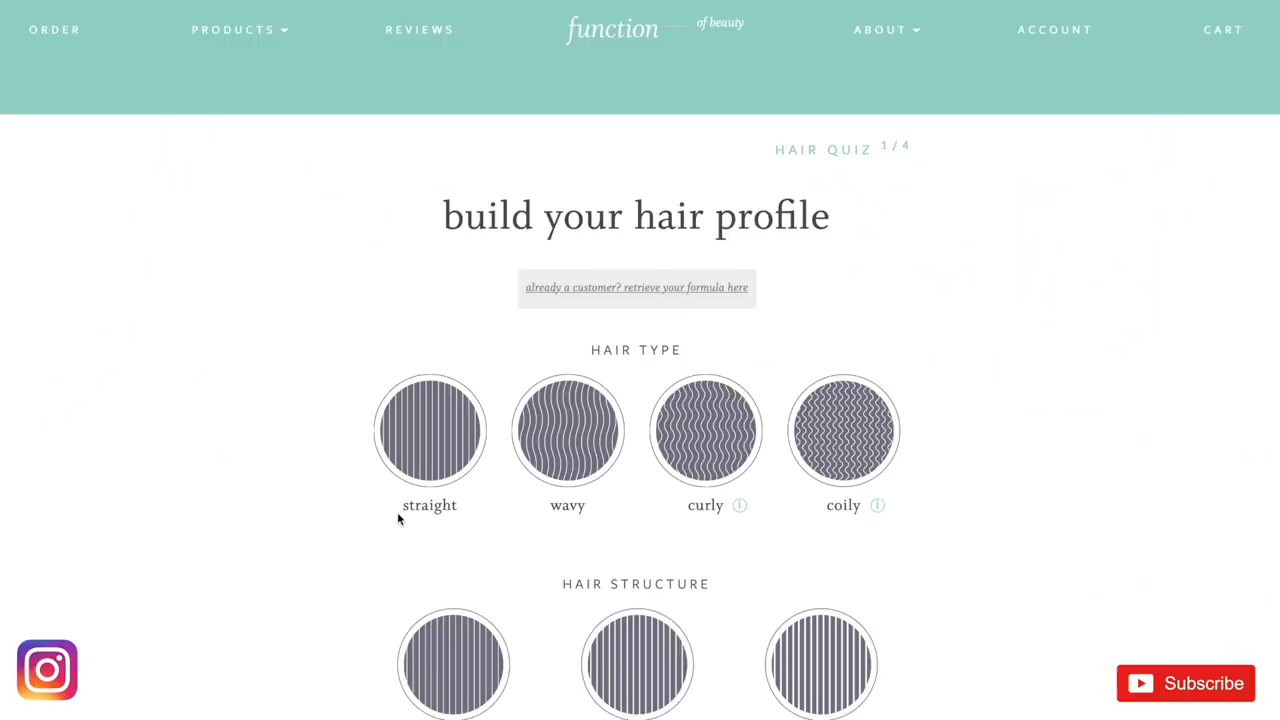 ORDER PRODUCTS REVIEWS function of beauty ABOUT ACCOUNT CART
HAIR QUIZ 1/4
build your hair profile
already a customer? retrieve your formula here
HAIR TYPE
straight wavy curly i coily i
HAIR STRUCTURE
Subscribe